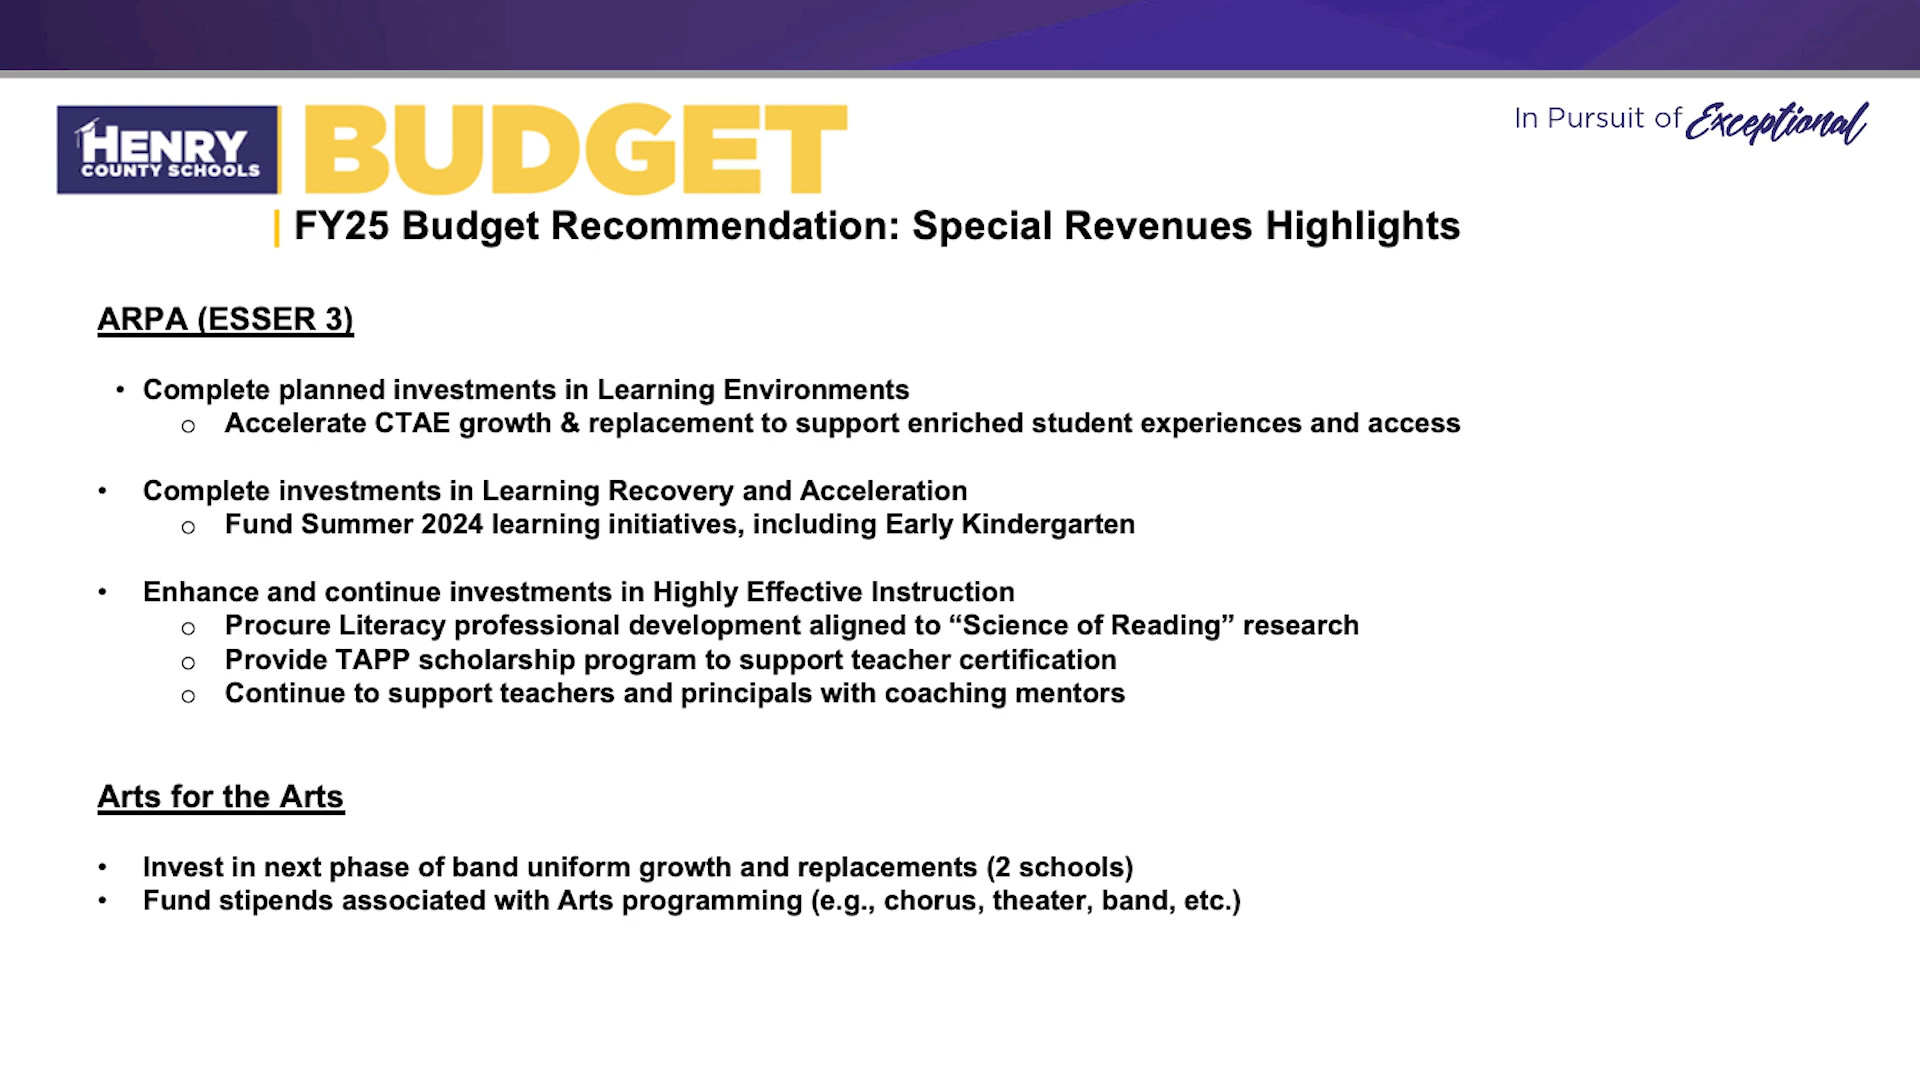 HENRY
COUNTY SCHOOLS
BUDGET
In Pursuit of Exceptional
FY25 Budget Recommendation: Special Revenues Highlights
ARPA (ESSER 3)
• Complete planned investments in Learning Environments
o Accelerate CTAE growth & replacement to support enriched student experiences and access
• Complete investments in Learning Recovery and Acceleration
o Fund Summer 2024 learning initiatives, including Early Kindergarten
• Enhance and continue investments in Highly Effective Instruction
o Procure Literacy professional development aligned to “Science of Reading” research
o Provide TAPP scholarship program to support teacher certification
o Continue to support teachers and principals with coaching mentors
Arts for the Arts
• Invest in next phase of band uniform growth and replacements (2 schools)
• Fund stipends associated with Arts programming (e.g., chorus, theater, band, etc.)